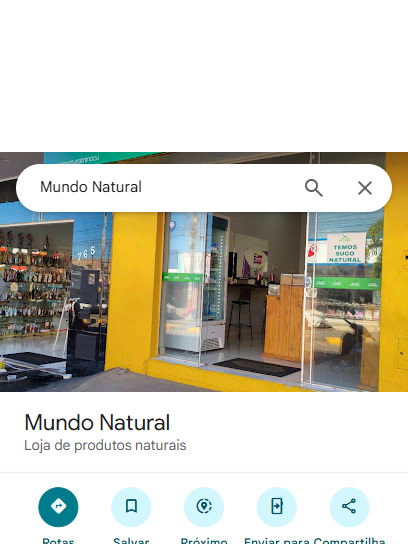 Mundo Natural
765
TEMOS
SUCO
NATURAL
Mundo Natural
Loja de produtos naturais
Rotas
Salvar
Próximo
Enviar para
Compartilha